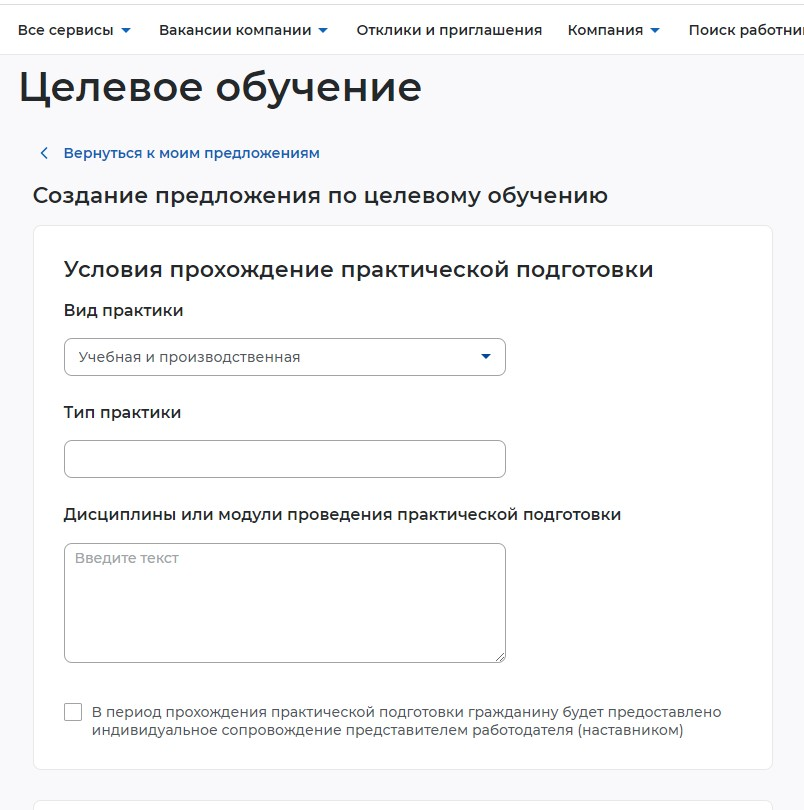 Все сервисы Вакансии компании Отклики и приглашения Компания Поиск
Целевое обучение
Вернуться к моим предложениям
Создание предложения по целевому обучению
Условия прохождение практической подготовки
Вид практики
Учебная и производственная
Тип практики
Дисциплины или модули проведения практической подготовки
Введите текст
В период прохождения практической подготовки гражданину будет предоставлено
индивидуальное сопровождение представителем работодателя (наставником)